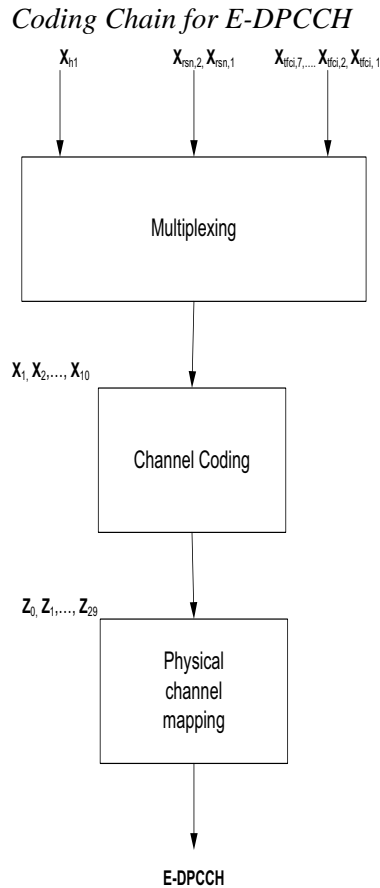 Coding Chain for E-DPCCH
Xh1 Xrsn,2, Xrsn,1 Xtfci,7,.... Xtfci,2, Xtfci, 1
Multiplexing
X1, X2,…, X10
Channel Coding
Z0, Z1,…, Z29
Physical
channel
mapping
E-DPCCH